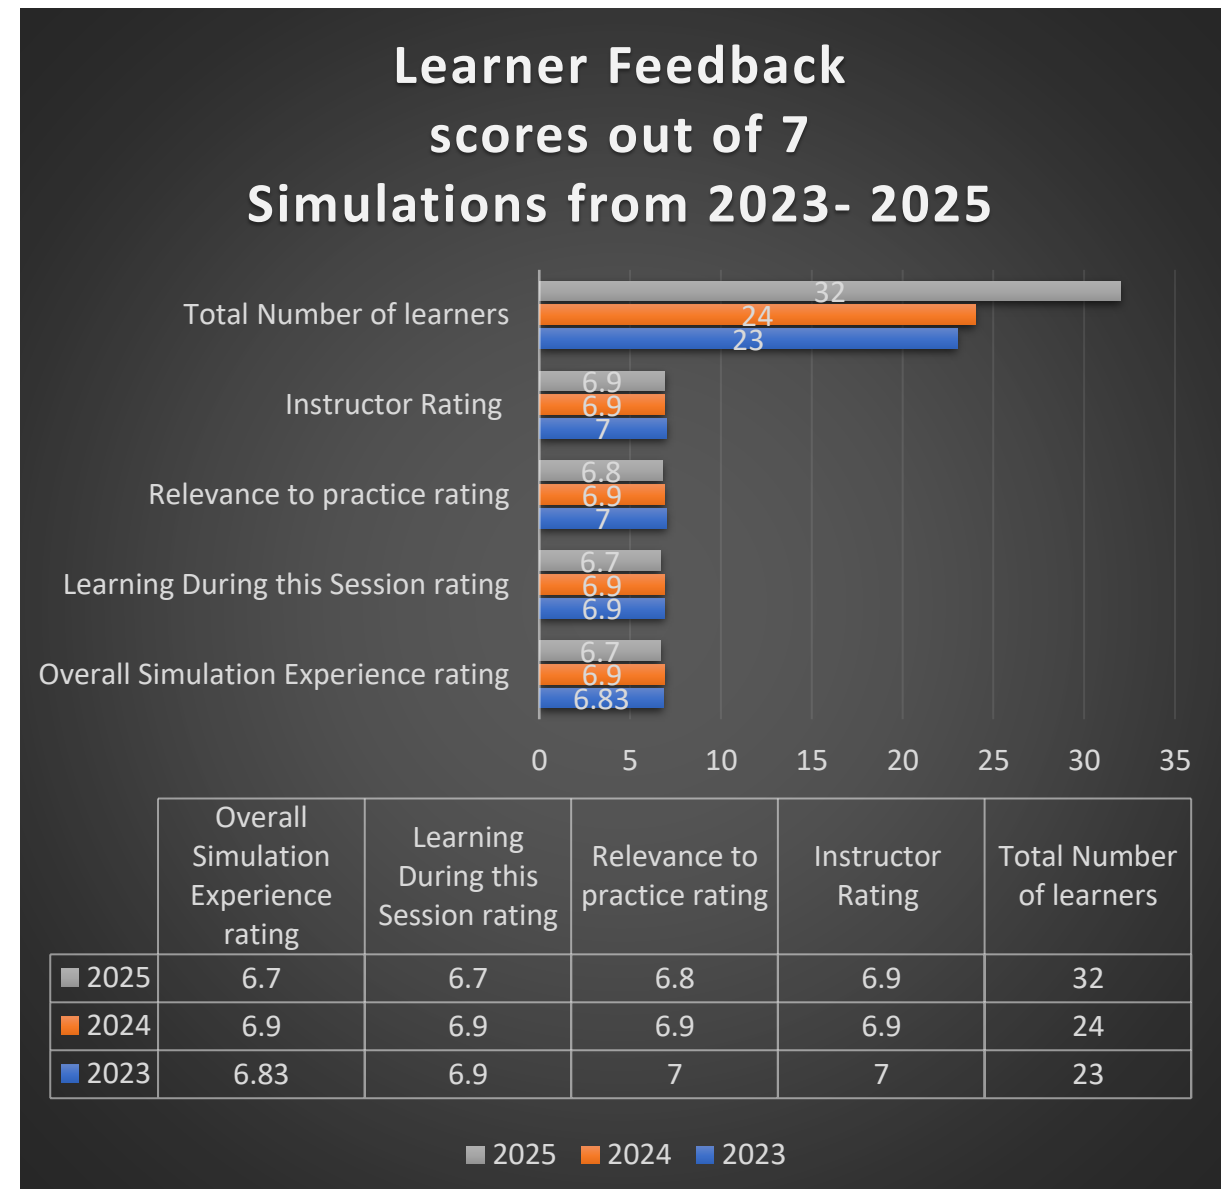 Learner Feedback
scores out of 7
Simulations from 2023- 2025
Total Number of learners
32
24
23
Instructor Rating
6.9
6.9
7
Relevance to practice rating
6.8
6.9
7
Learning During this Session rating
6.7
6.9
6.9
Overall Simulation Experience rating
6.7
6.9
6.83
0 5 10 15 20 25 30 35
Overall
Simulation
Experience
rating
Learning
During this
Session rating
Relevance to
practice rating
Instructor
Rating
Total Number
of learners
2025 6.7 6.7 6.8 6.9 32
2024 6.9 6.9 6.9 6.9 24
2023 6.83 6.9 7 7 23
2025 2024 2023